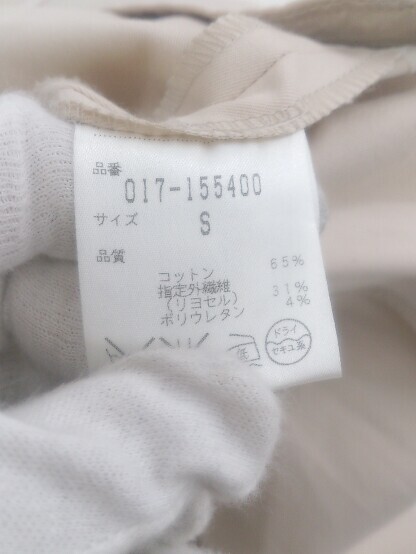 品番
017-155400
サイズ S
品質
コットン 65%
指定外繊維 31%
(リヨセル) 4%
ポリウレタン
低
ドライ
セキユ系